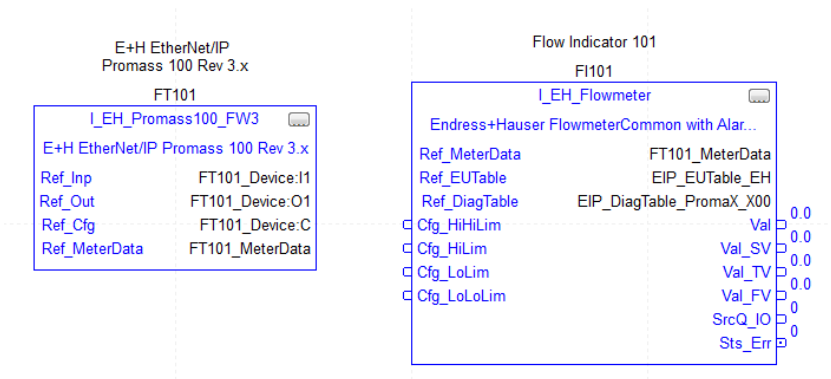 E+H EtherNet/IP
Promass 100 Rev 3.x
FT101
I_EH_Promass100_FW3
E+H EtherNet/IP Promass 100 Rev 3.x
Ref_Inp FT101_Device:I1
Ref_Out FT101_Device:O1
Ref_Cfg FT101_Device:C
Ref_MeterData FT101_MeterData
Flow Indicator 101
FI101
I_EH_Flowmeter
Endress+Hauser FlowmeterCommon with Alar...
Ref_MeterData FT101_MeterData
Ref_EUTable EIP_EUTable_EH
Ref_DiagTable EIP_DiagTable_PromaX_X00
Cfg_HiHiLim Val 0.0
Cfg_HiLim Val_SV 0.0
Cfg_LoLim Val_TV 0.0
Cfg_LoLoLim Val_FV 0.0
SrcQ_IO 0
Sts_Err 0